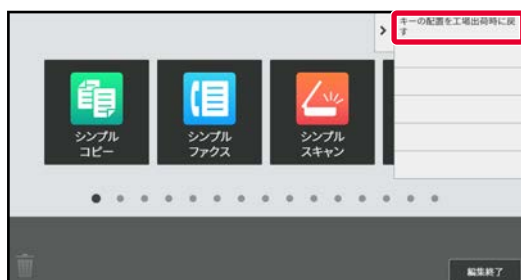 キーの配置を工場出荷時に戻
す
シンプル
コピー
シンプル
ファクス
シンプル
スキャン
編集終了